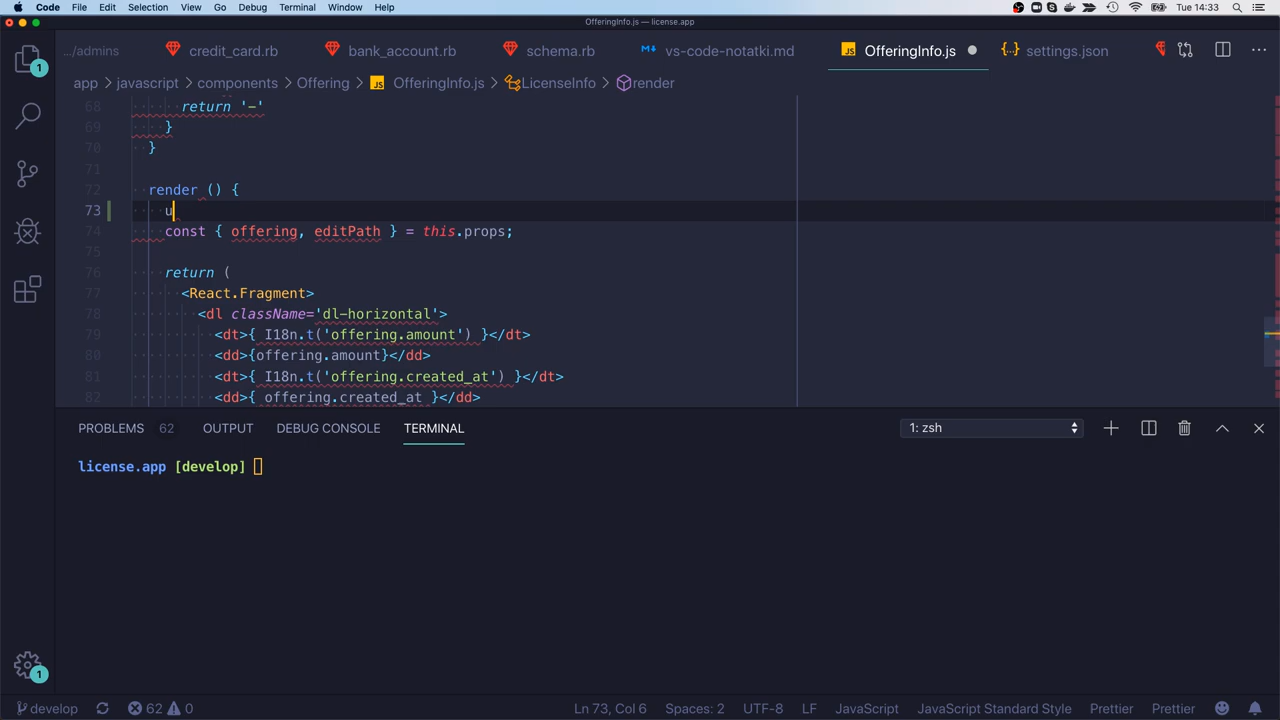 Code File Edit Selection View Go Debug Terminal Window Help Tue 14:33
OfferingInfo.js — license.app
.../admins credit_card.rb bank_account.rb schema.rb vs-code-notatki.md OfferingInfo.js settings.json
app javascript components Offering OfferingInfo.js LicenseInfo render
68 return '-'
69 }
70 }
71
72 render () {
73 u
74 const { offering, editPath } = this.props;
75
76 return (
77 <React.Fragment>
78 <dl className='dl-horizontal'>
79 <dt>{ I18n.t('offering.amount') }</dt>
80 <dd>{offering.amount}</dd>
81 <dt>{ I18n.t('offering.created_at') }</dt>
82 <dd>{ offering.created_at }</dd>
PROBLEMS 62 OUTPUT DEBUG CONSOLE TERMINAL 1: zsh
license.app [develop]
1
1
develop 62 0 Ln 73, Col 6 Spaces: 2 UTF-8 LF JavaScript JavaScript Standard Style Prettier Prettier